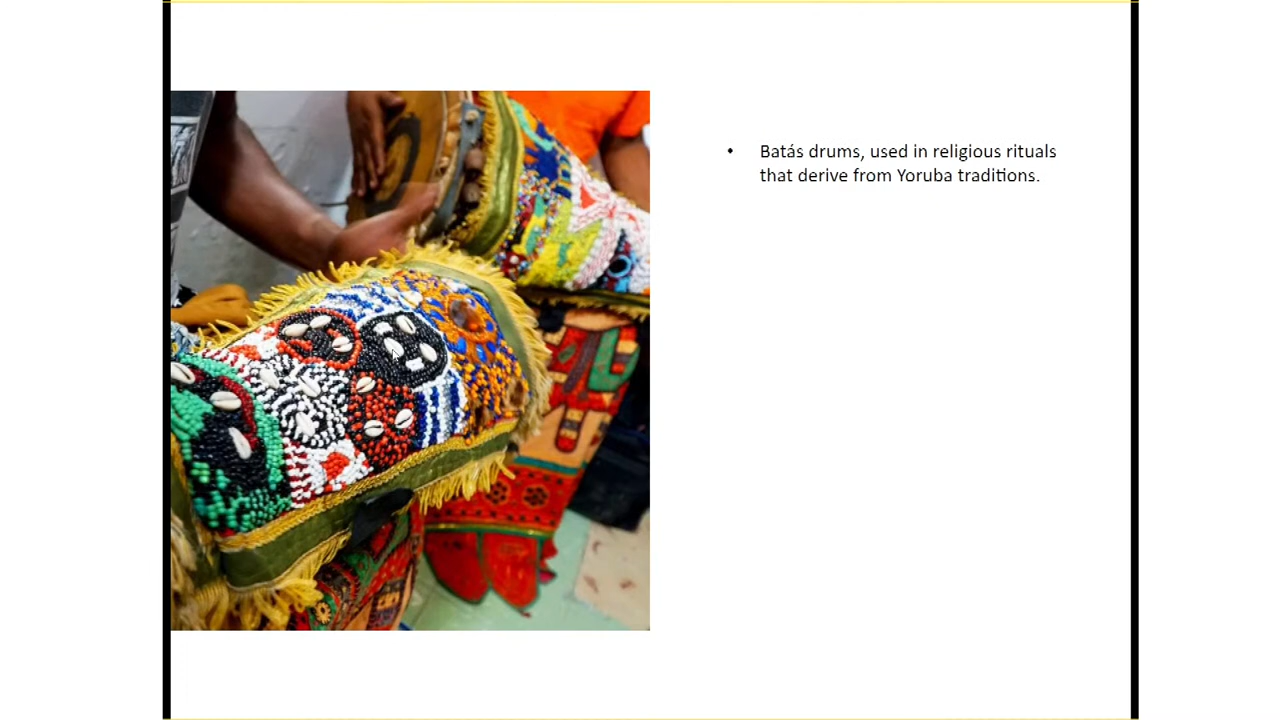 • Batás drums, used in religious rituals
that derive from Yoruba traditions.